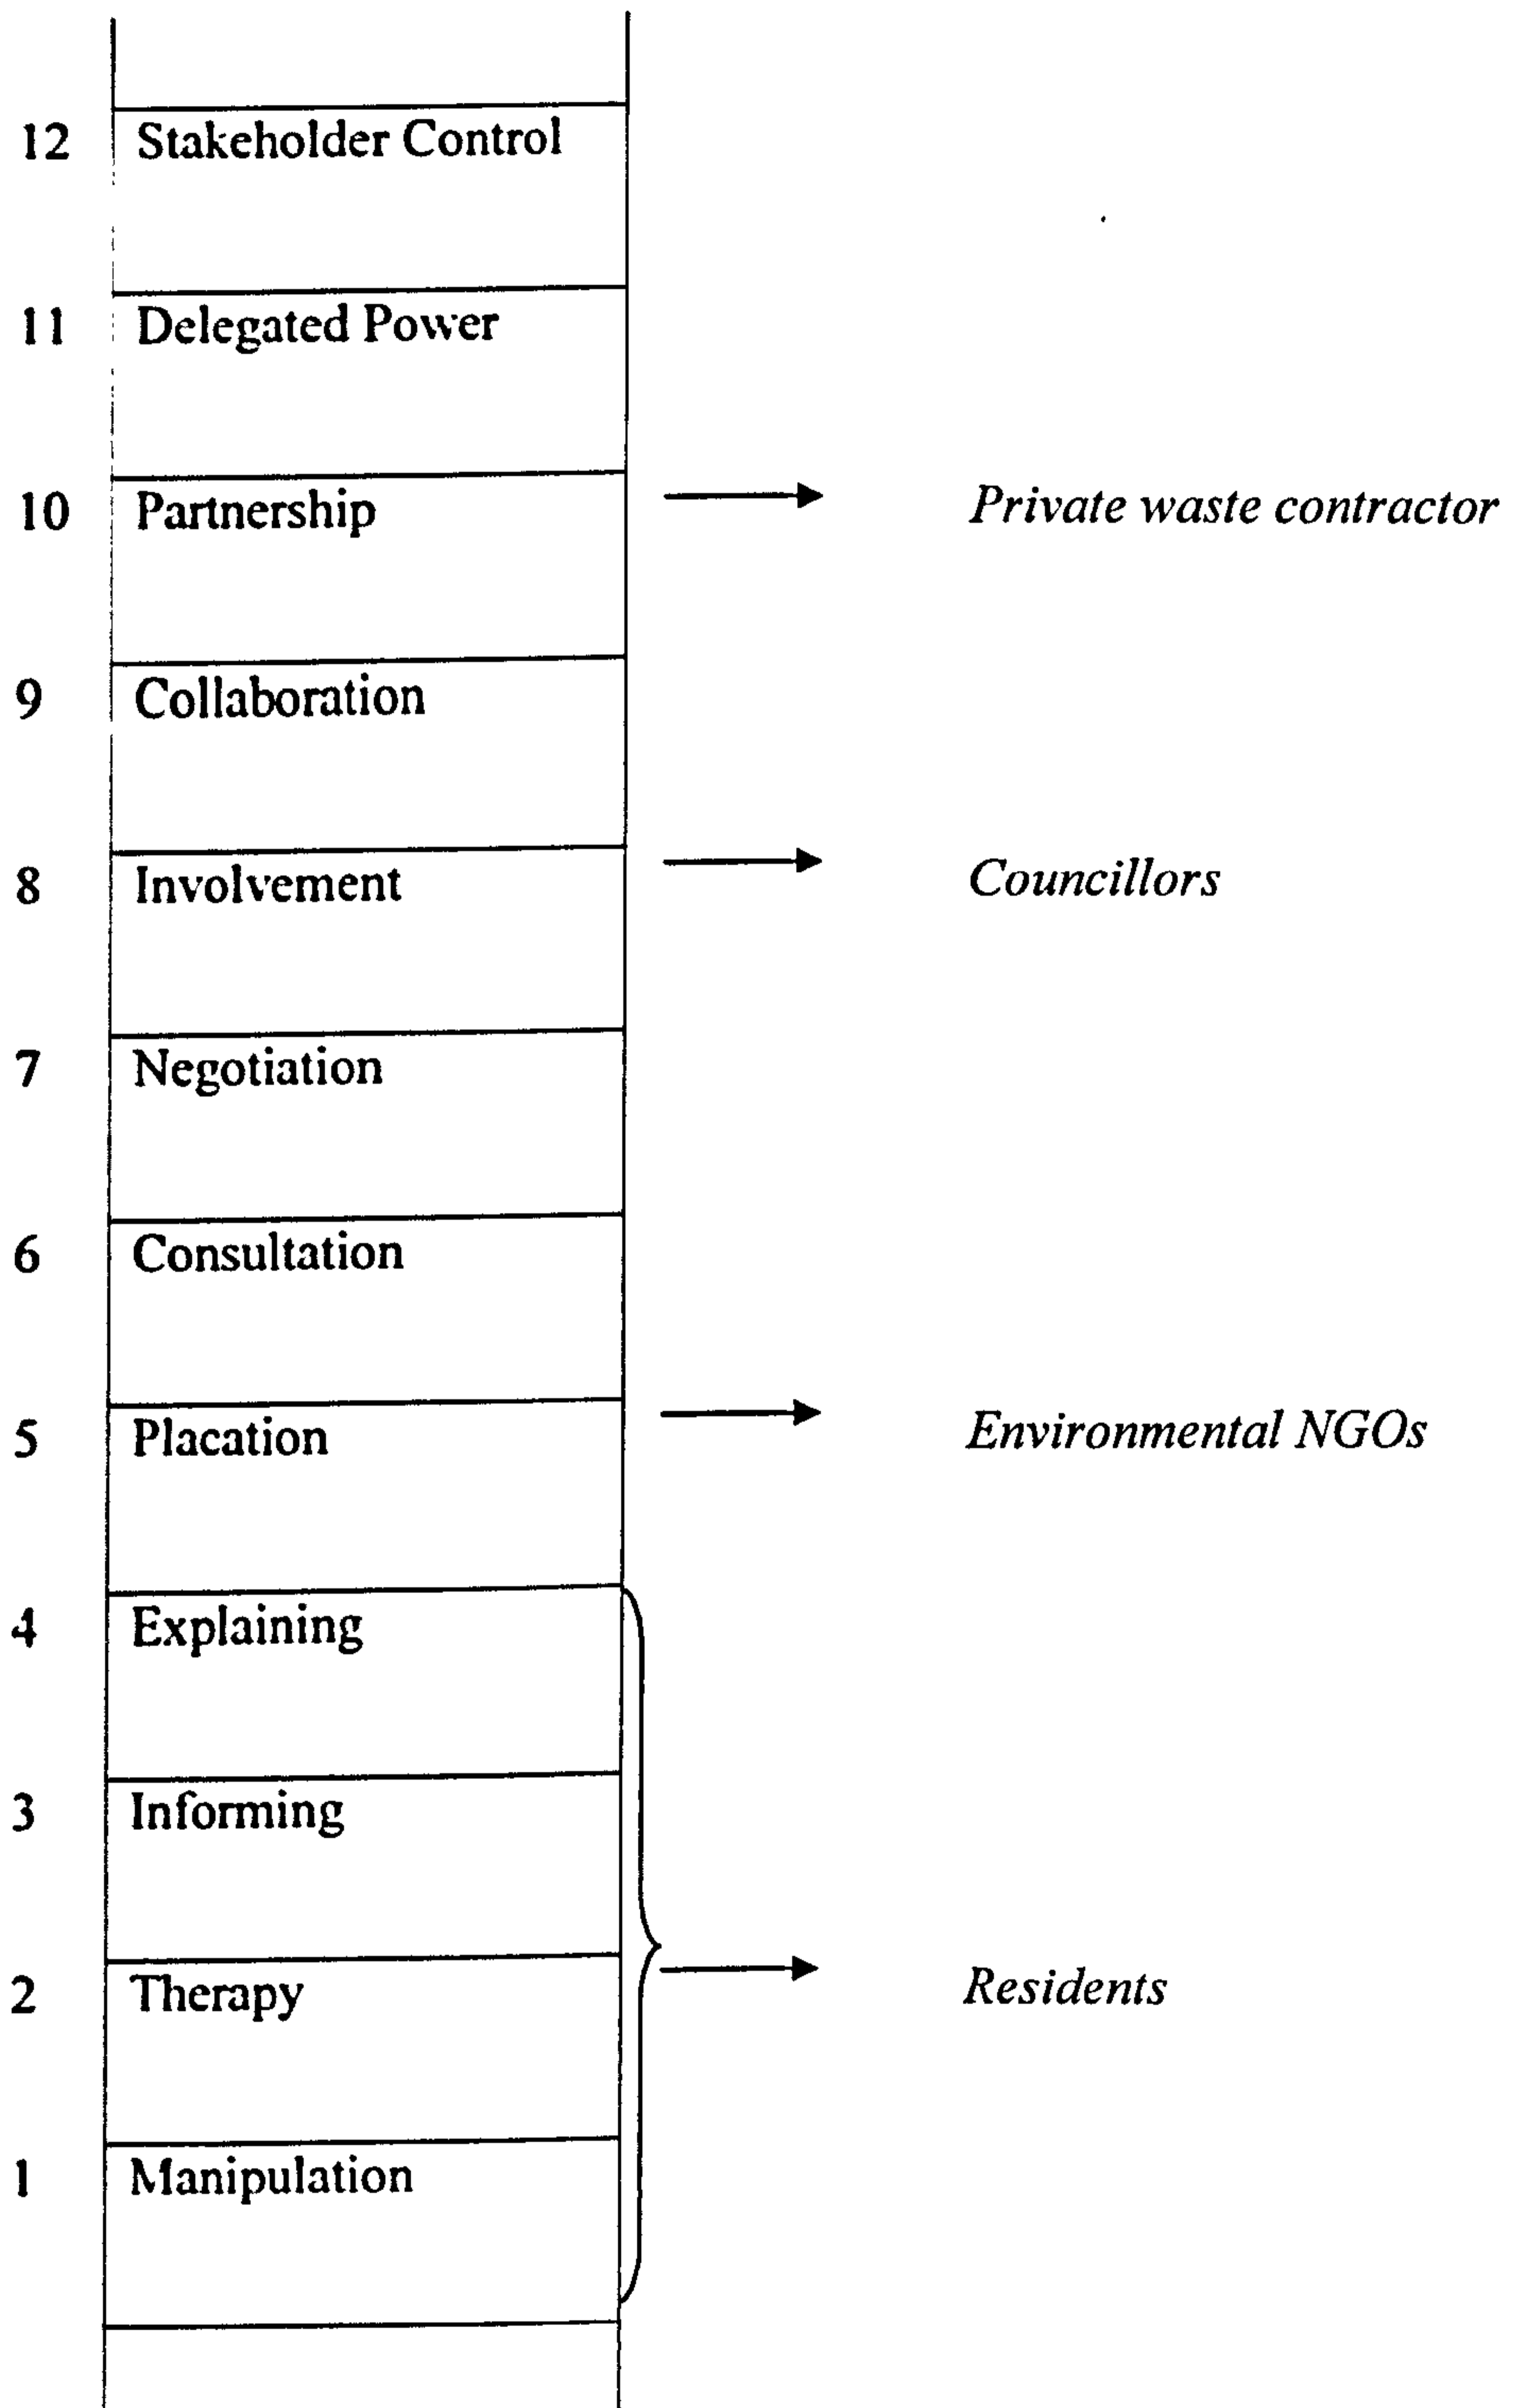 12 Stakeholder Control
11 Delegated Power
10 Partnership Private waste contractor
9 Collaboration
8 Involvement Councillors
7 Negotiation
6 Consultation
5 Placation Environmental NGOs
4 Explaining
3 Informing
2 Therapy Residents
1 Manipulation